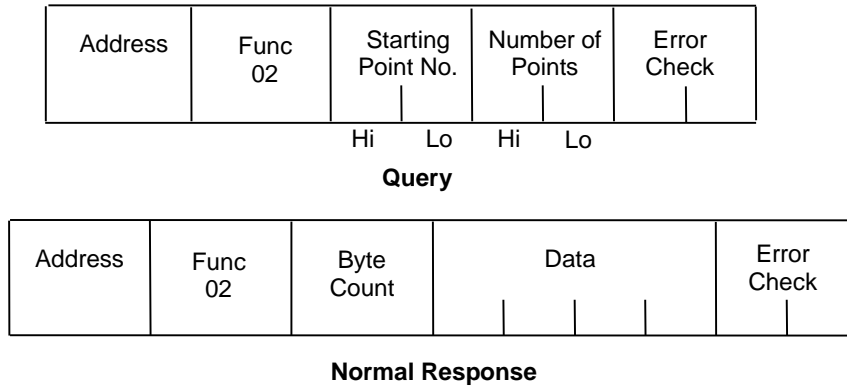 Address
Func
02
Starting
Point No.
Number of
Points
Error
Check
Hi Lo Hi Lo
Query
Address
Func
02
Byte
Count
Data
Error
Check
Normal Response